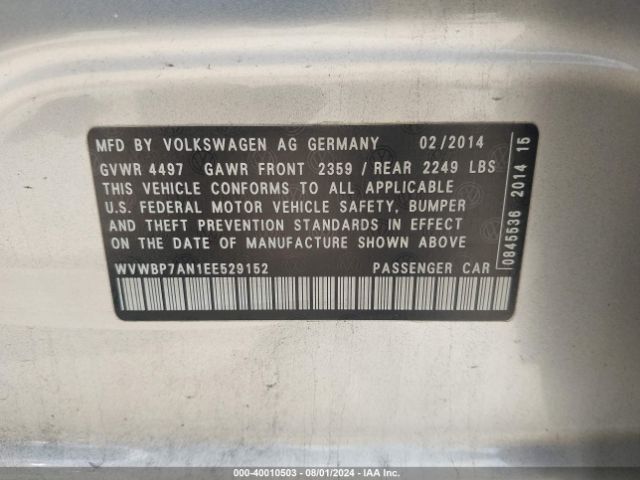 MFD BY VOLKSWAGEN AG GERMANY 02/2014
GVWR 4497 GAWR FRONT 2359 / REAR 2249 LBS
THIS VEHICLE CONFORMS TO ALL APPLICABLE
U.S. FEDERAL MOTOR VEHICLE SAFETY, BUMPER
AND THEFT PREVENTION STANDARDS IN EFFECT
ON THE DATE OF MANUFACTURE SHOWN ABOVE
WVWBP7AN1EE529152 PASSENGER CAR
0845536 2014 15
000-40010503 - 08/01/2024 - IAA Inc.